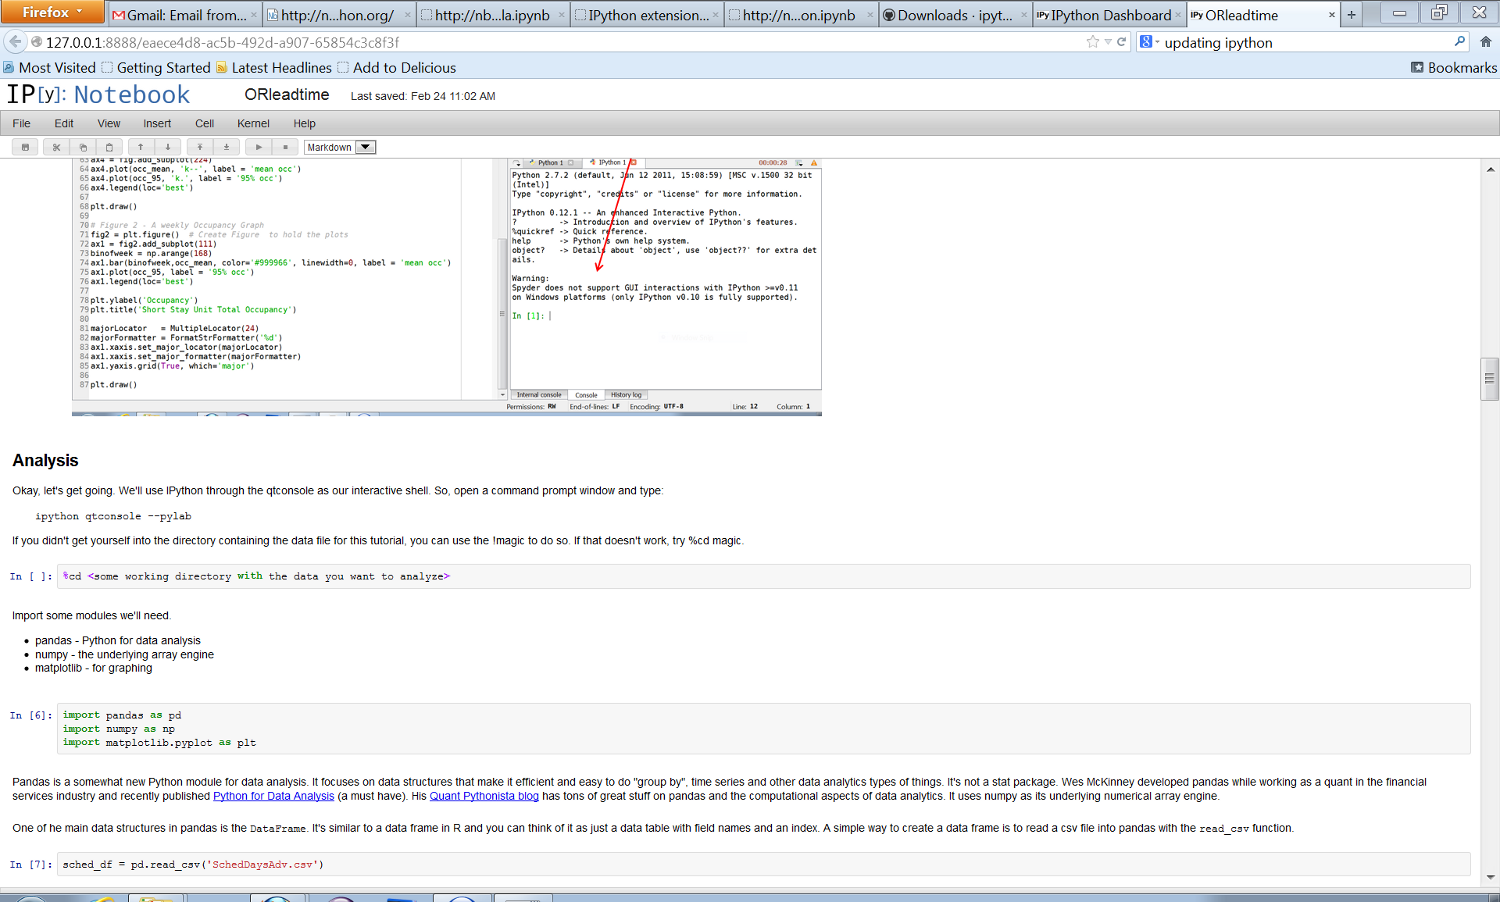 Firefox
Gmail: Email from...
http://n...hon.org/
http://nb...la.ipynb
IPython extension...
http://n...on.ipynb
Downloads · ipyt...
IPy IPython Dashboard
IPy ORleadtime
127.0.0.1:8888/eaece4d8-ac5b-492d-a907-65854c3c8f3f
updating ipython
Most Visited Getting Started Latest Headlines Add to Delicious
Bookmarks
IP[y]: Notebook ORleadtime Last saved: Feb 24 11:02 AM
File Edit View Insert Cell Kernel Help
Markdown
63 ax4 = fig.add_subplot(224)
64 ax4.plot(occ_mean, 'k--', label = 'mean occ')
65 ax4.plot(occ_95, 'k.', label = '95% occ')
66 ax4.legend(loc='best')
67
68 plt.draw()
69
70 # Figure 2 - A weekly Occupancy Graph
71 fig2 = plt.figure() # Create Figure to hold the plots
72 ax1 = fig2.add_subplot(111)
73 binofweek = np.arange(168)
74 ax1.bar(binofweek,occ_mean, color='#999966', linewidth=0, label = 'mean occ')
75 ax1.plot(occ_95, label = '95% occ')
76 ax1.legend(loc='best')
77
78 plt.ylabel('Occupancy')
79 plt.title('Short Stay Unit Total Occupancy')
80
81 majorLocator = MultipleLocator(24)
82 majorFormatter = FormatStrFormatter('%d')
83 ax1.xaxis.set_major_locator(majorLocator)
84 ax1.xaxis.set_major_formatter(majorFormatter)
85 ax1.yaxis.grid(True, which='major')
86
87 plt.draw()
Python 1 IPython 1 00:00:28
Python 2.7.2 (default, Jun 12 2011, 15:08:59) [MSC v.1500 32 bit
(Intel)]
Type "copyright", "credits" or "license" for more information.
IPython 0.12.1 -- An enhanced Interactive Python.
? -> Introduction and overview of IPython's features.
%quickref -> Quick reference.
help -> Python's own help system.
object? -> Details about 'object', use 'object??' for extra det
ails.
Warning:
Spyder does not support GUI interactions with IPython >=v0.11
on Windows platforms (only IPython v0.10 is fully supported).
In [1]:
Internal console Console History log
Permissions: RW End-of-lines: LF Encoding: UTF-8 Line: 12 Column: 1
Analysis
Okay, let's get going. We'll use IPython through the qtconsole as our interactive shell. So, open a command prompt window and type:
ipython qtconsole --pylab
If you didn't get yourself into the directory containing the data file for this tutorial, you can use the !magic to do so. If that doesn't work, try %cd magic.
In [ ]: %cd <some working directory with the data you want to analyze>
Import some modules we'll need.
• pandas - Python for data analysis
• numpy - the underlying array engine
• matplotlib - for graphing
In [6]: import pandas as pd
import numpy as np
import matplotlib.pyplot as plt
Pandas is a somewhat new Python module for data analysis. It focuses on data structures that make it efficient and easy to do "group by", time series and other data analytics types of things. It's not a stat package. Wes McKinney developed pandas while working as a quant in the financial
services industry and recently published Python for Data Analysis (a must have). His Quant Pythonista blog has tons of great stuff on pandas and the computational aspects of data analytics. It uses numpy as its underlying numerical array engine.
One of he main data structures in pandas is the DataFrame. It's similar to a data frame in R and you can think of it as just a data table with field names and an index. A simple way to create a data frame is to read a csv file into pandas with the read_csv function.
In [7]: sched_df = pd.read_csv('SchedDaysAdv.csv')